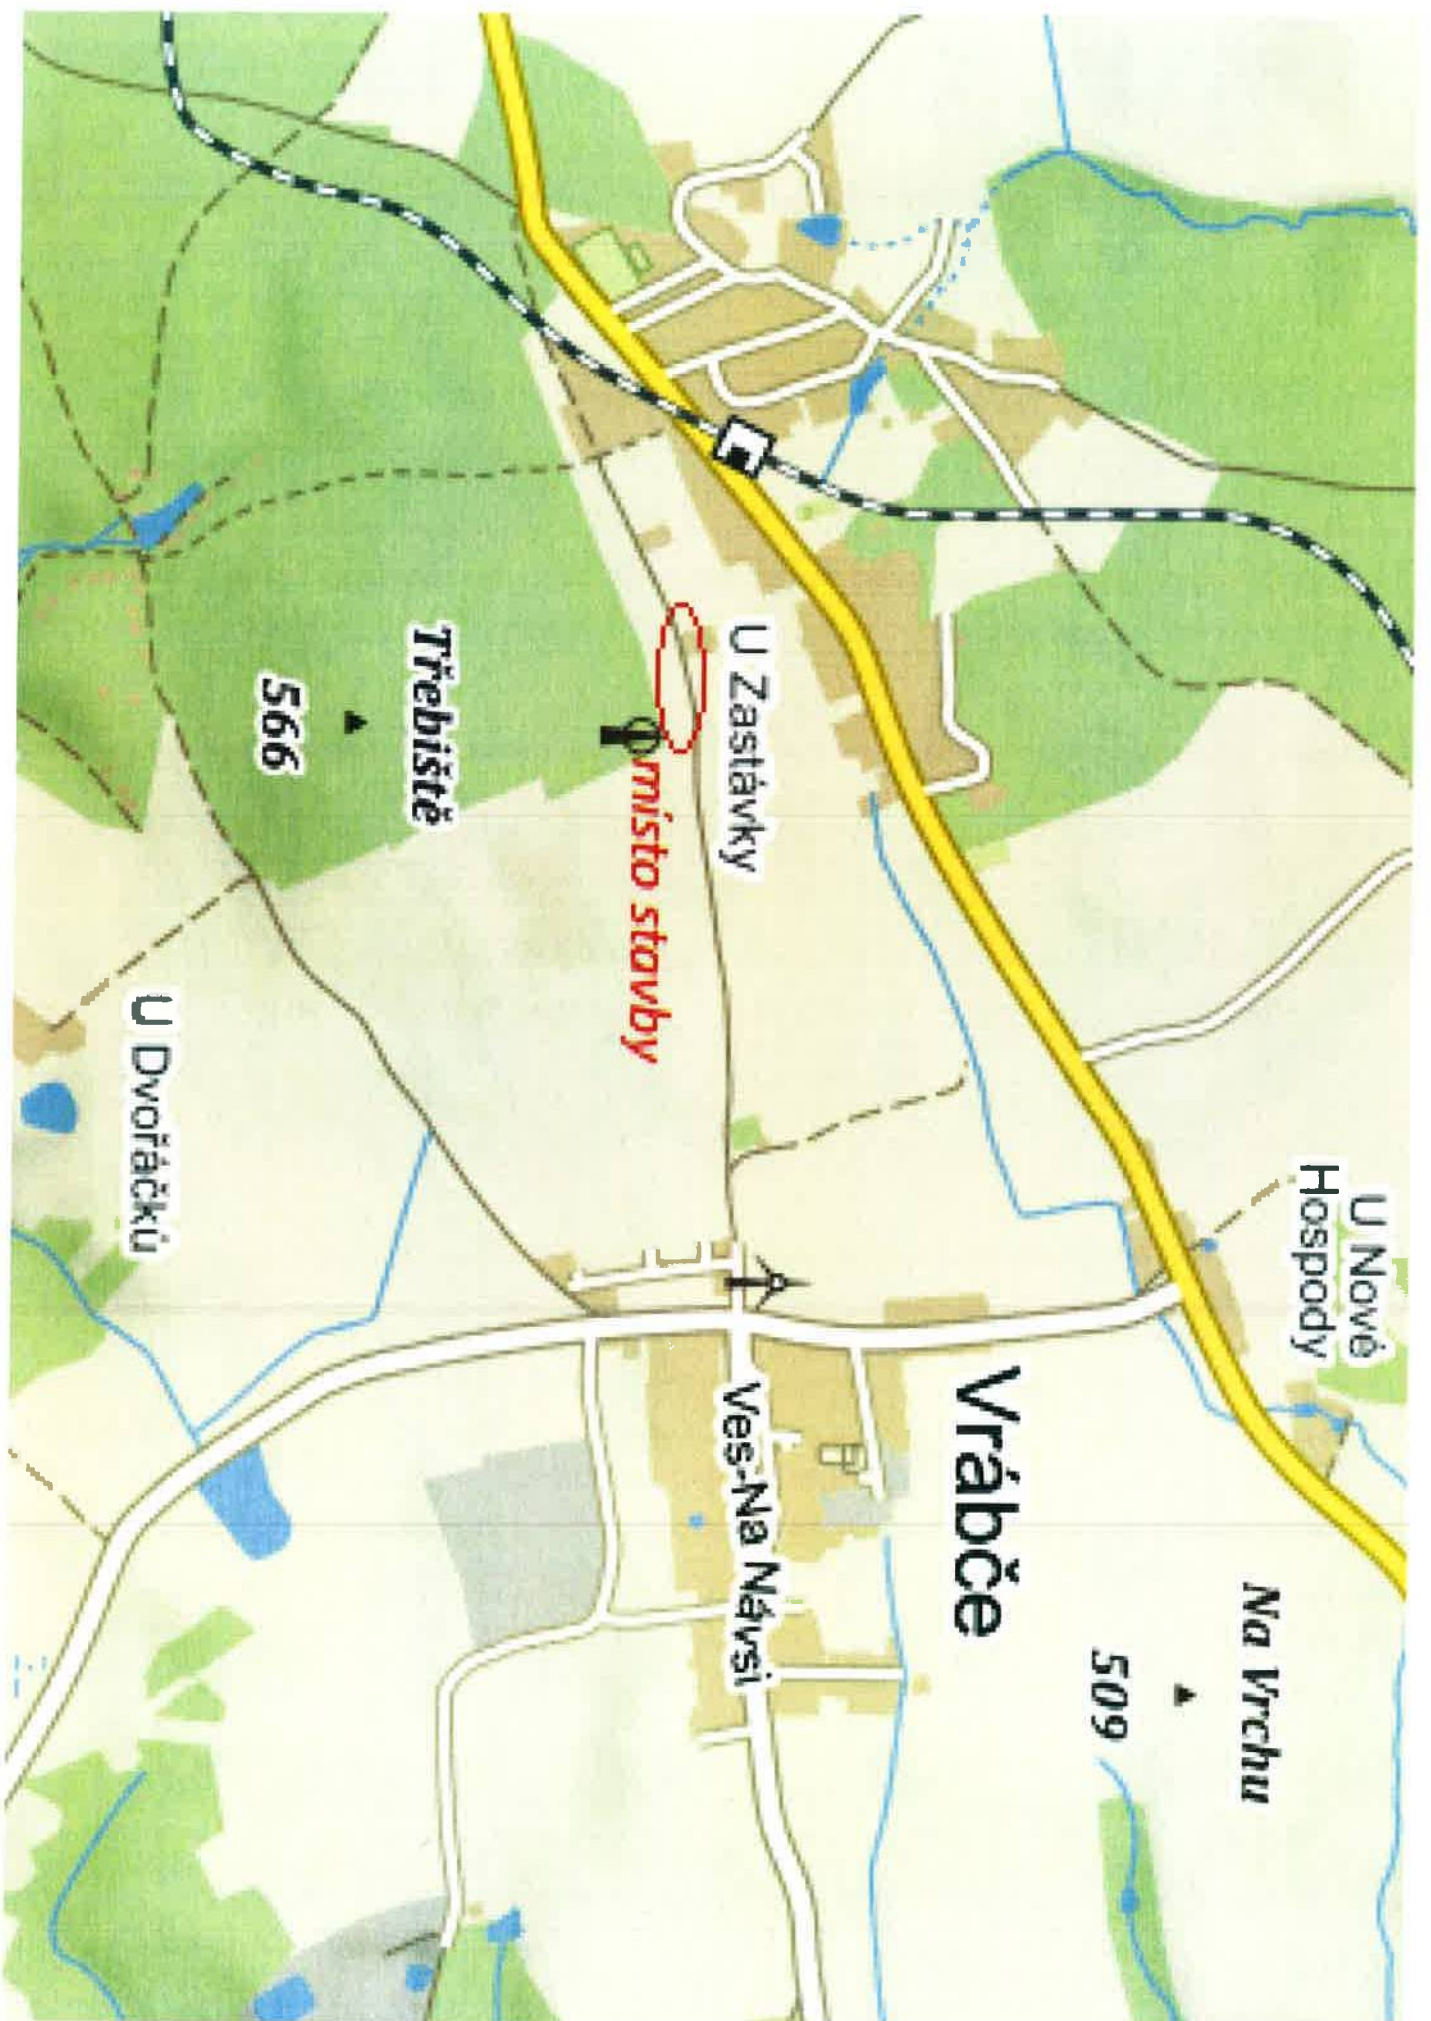 U Nové
Hospody
Na Vrchu
509
Vrábče
U Zastávky
Ves-Na Návsi
místo stavby
Třebiště
566
U Dvořáčků